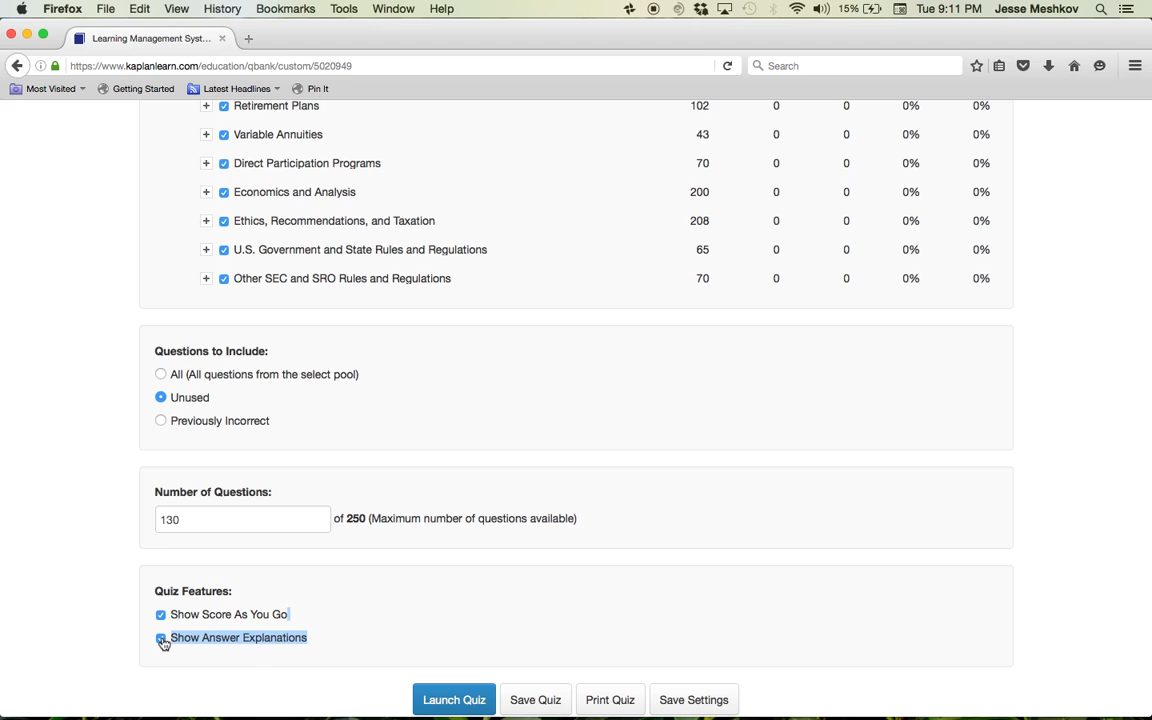 Firefox File Edit View History Bookmarks Tools Window Help 15% Tue 9:11 PM Jesse Meshkov
Learning Management Syst...
https://www.kaplanlearn.com/education/qbank/custom/5020949 Search
Most Visited Getting Started Latest Headlines Pin It
Retirement Plans 102 0 0 0% 0%
Variable Annuities 43 0 0 0% 0%
Direct Participation Programs 70 0 0 0% 0%
Economics and Analysis 200 0 0 0% 0%
Ethics, Recommendations, and Taxation 208 0 0 0% 0%
U.S. Government and State Rules and Regulations 65 0 0 0% 0%
Other SEC and SRO Rules and Regulations 70 0 0 0% 0%
Questions to Include:
All (All questions from the select pool)
Unused
Previously Incorrect
Number of Questions:
130 of 250 (Maximum number of questions available)
Quiz Features:
Show Score As You Go
Show Answer Explanations
Launch Quiz Save Quiz Print Quiz Save Settings